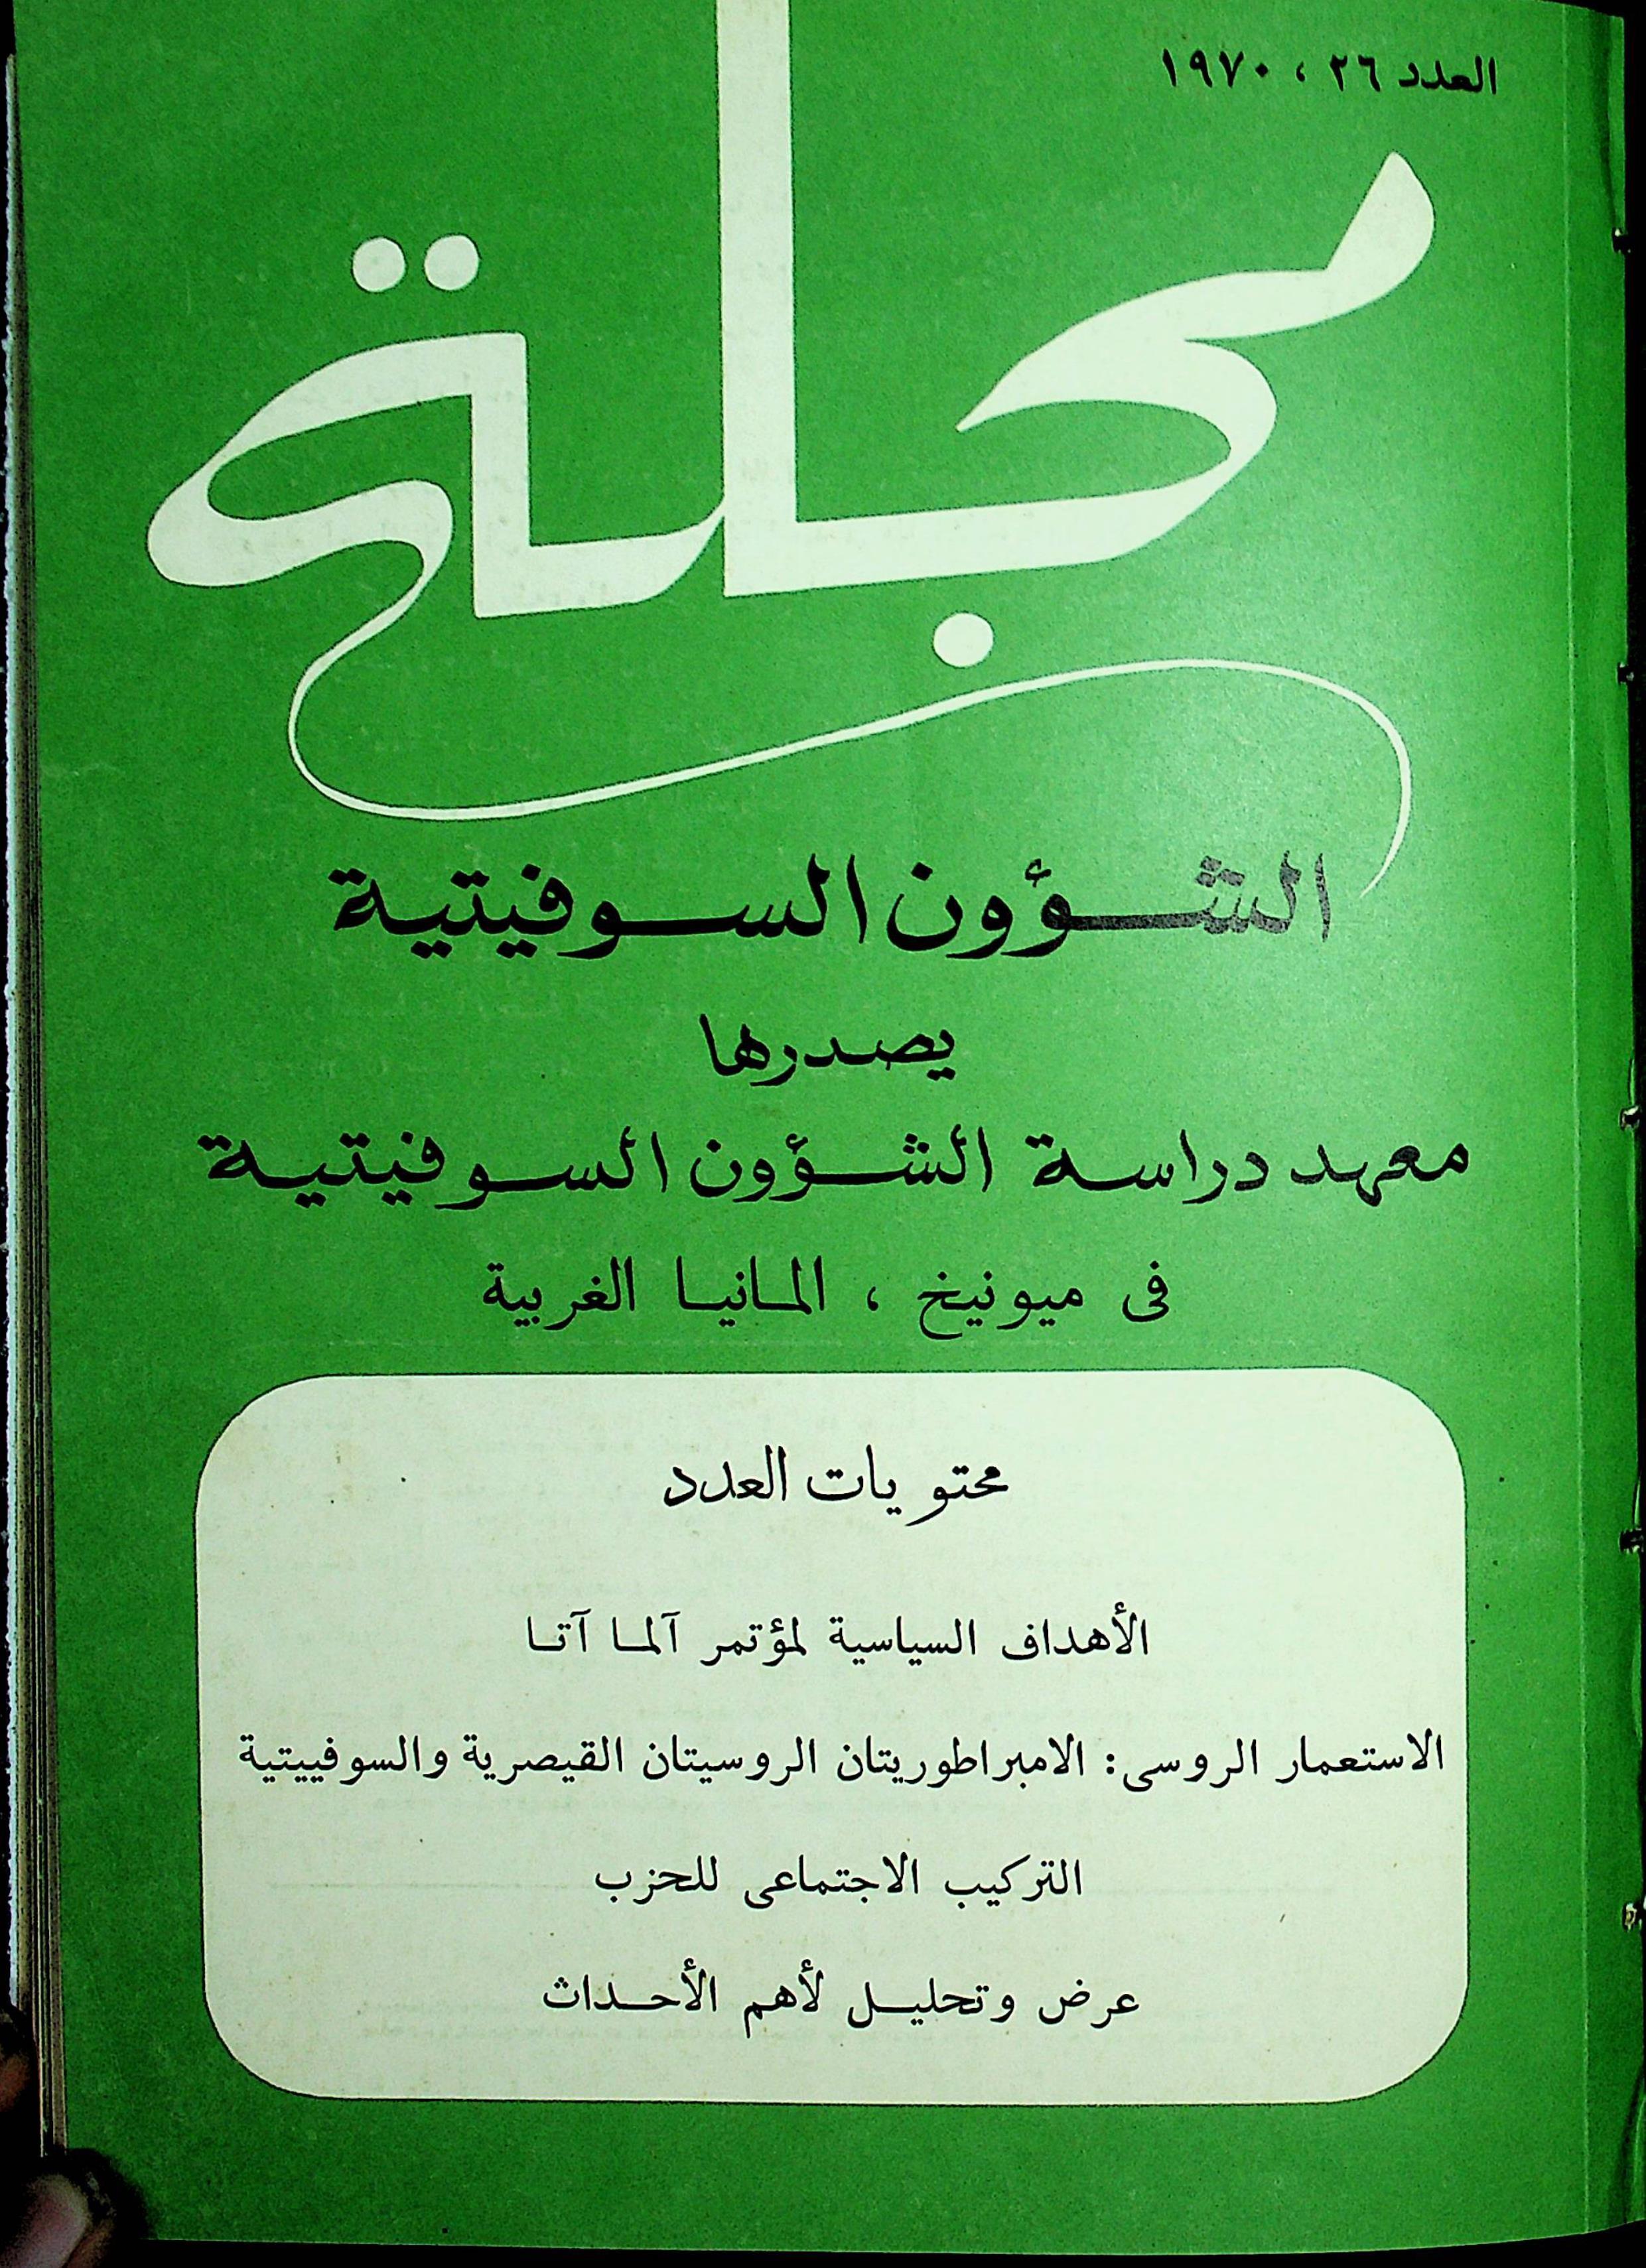 العدد ٢٦ ، ١٩٧٠
مجلة
الشؤون السوفيتية
يصدرها
معهد دراسة الشؤون السوفيتية
فى ميونيخ ، المانيا الغربية
محتويات العدد
الأهداف السياسية لمؤتمر آلما آتا
الاستعمار الروسى: الامبراطوريتان الروسيتان القيصرية والسوفييتية
التركيب الاجتماعى للحزب
عرض وتحليل لأهم الأحداث